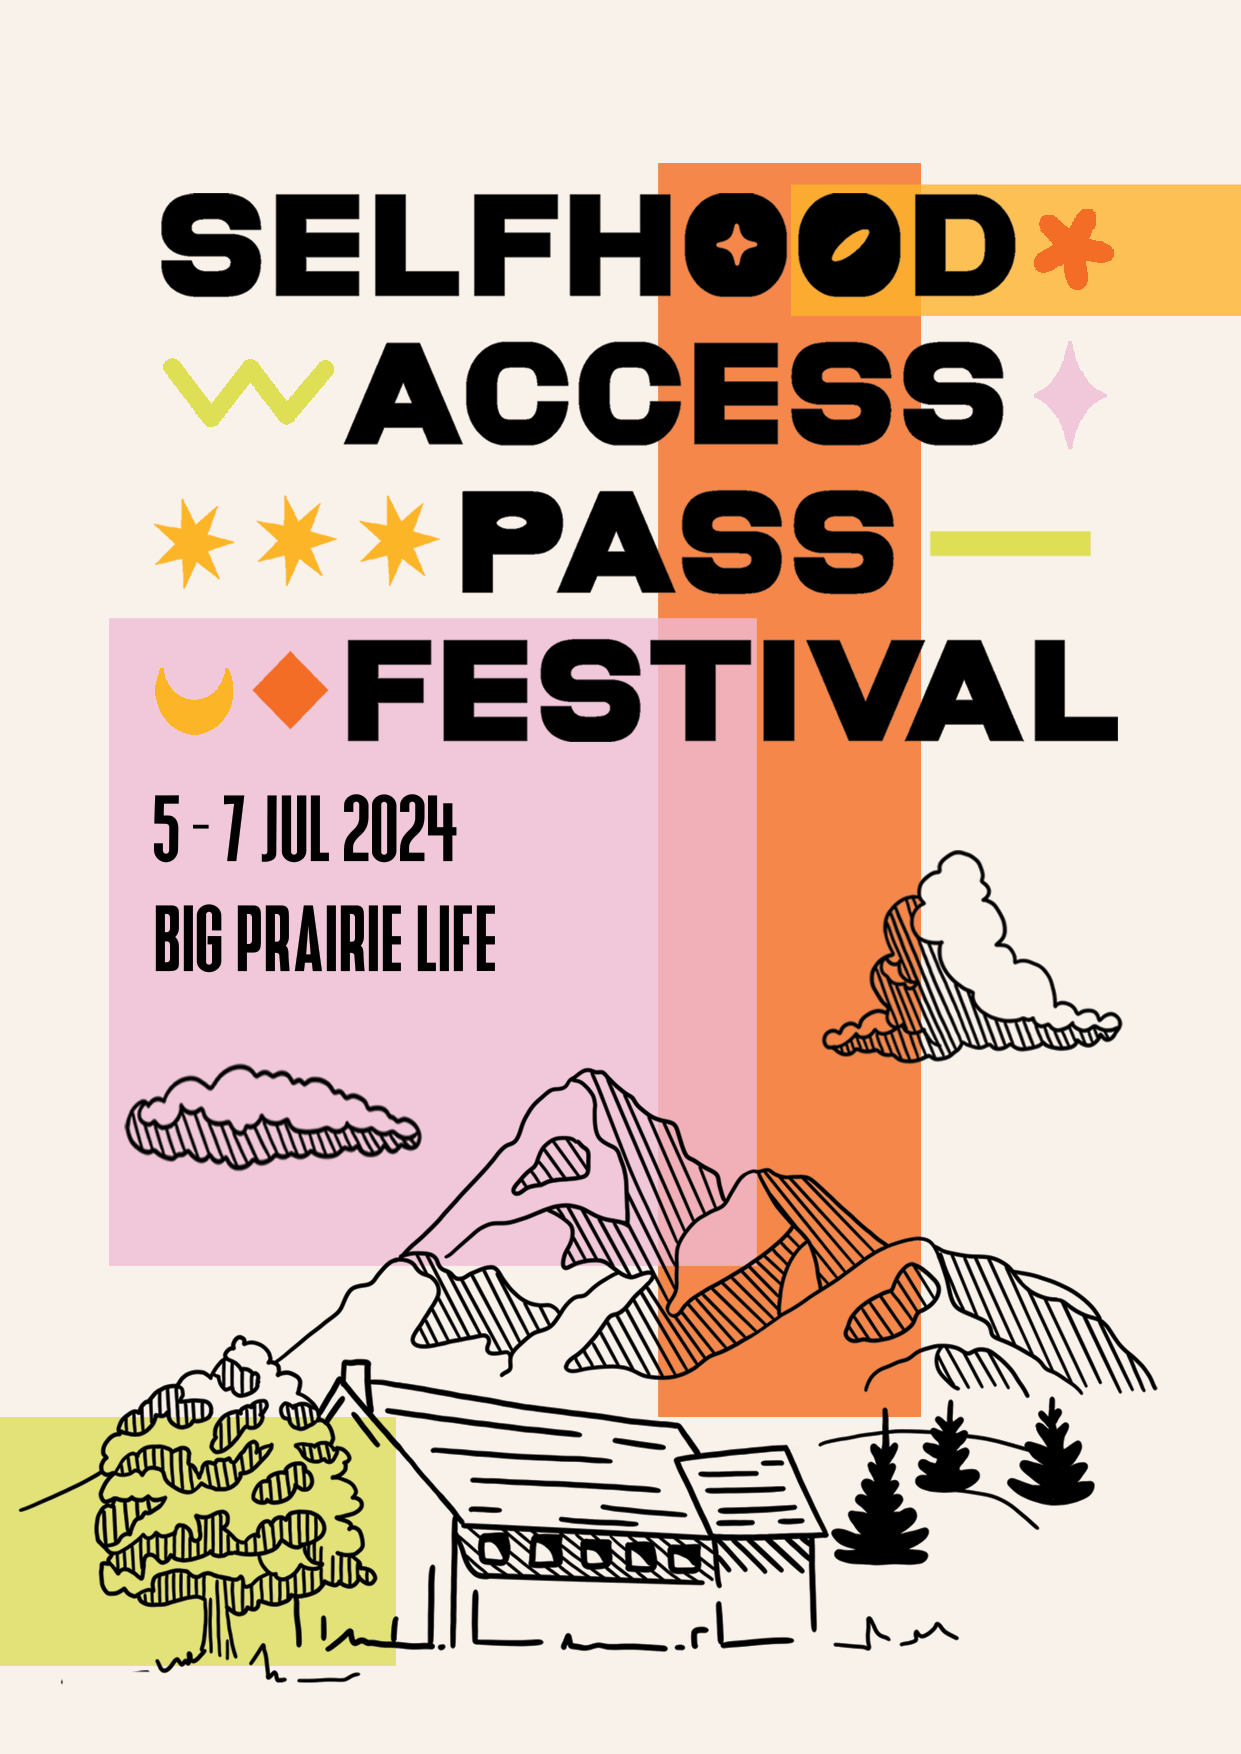 SELFHOOD
ACCESS
PASS
FESTIVAL
5 - 7 JUL 2024
BIG PRAIRIE LIFE